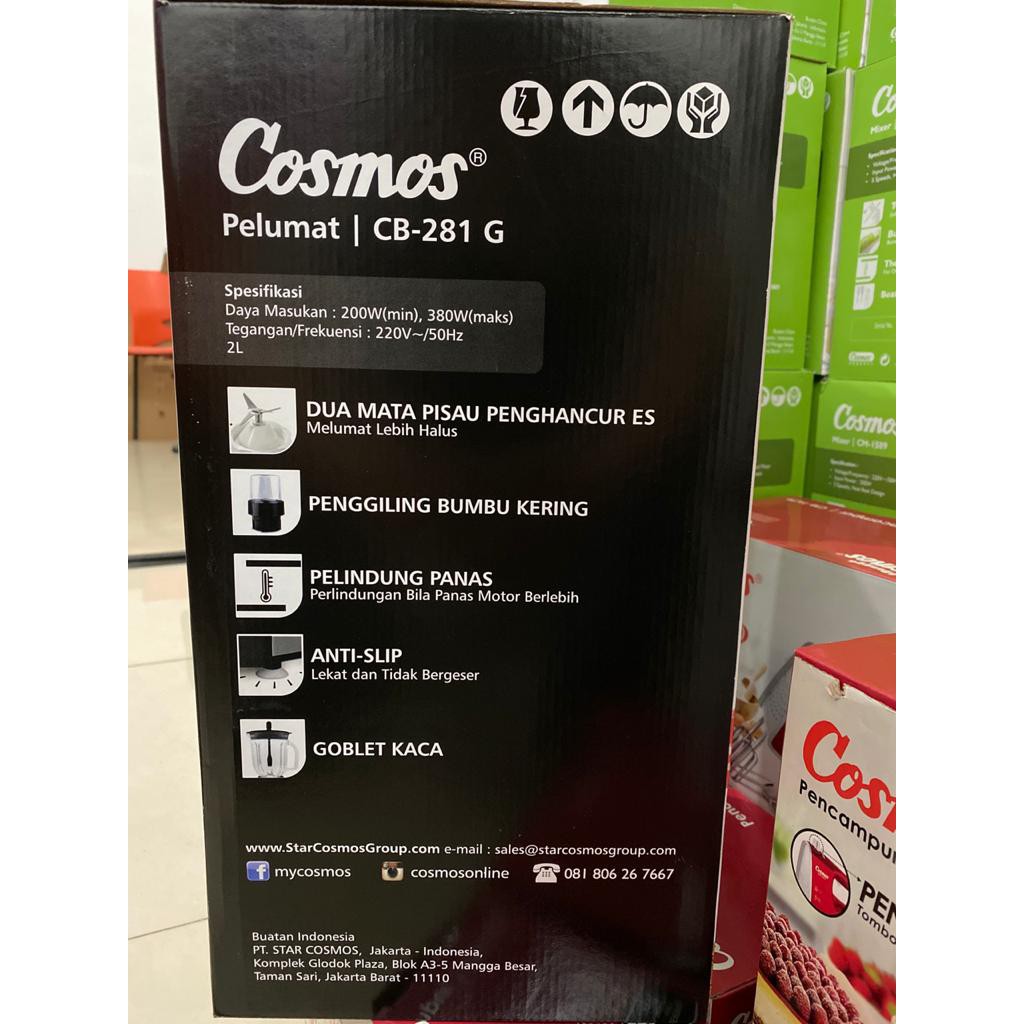 Cosmos®
Pelumat | CB-281 G
Spesifikasi
Daya Masukan : 200W(min), 380W(maks)
Tegangan/Frekuensi : 220V~/50Hz
2L
DUA MATA PISAU PENGHANCUR ES
Melumat Lebih Halus
PENGGILING BUMBU KERING
PELINDUNG PANAS
Perlindungan Bila Panas Motor Berlebih
ANTI-SLIP
Lekat dan Tidak Bergeser
GOBLET KACA
www.StarCosmosGroup.com e-mail : sales@starcosmosgroup.com
mycosmos cosmosonline 081 806 26 7667
Buatan Indonesia
PT. STAR COSMOS, Jakarta - Indonesia,
Komplek Glodok Plaza, Blok A3-5 Mangga Besar,
Taman Sari, Jakarta Barat - 11110
Mixer
Cosmos
Mixer | CM-1589